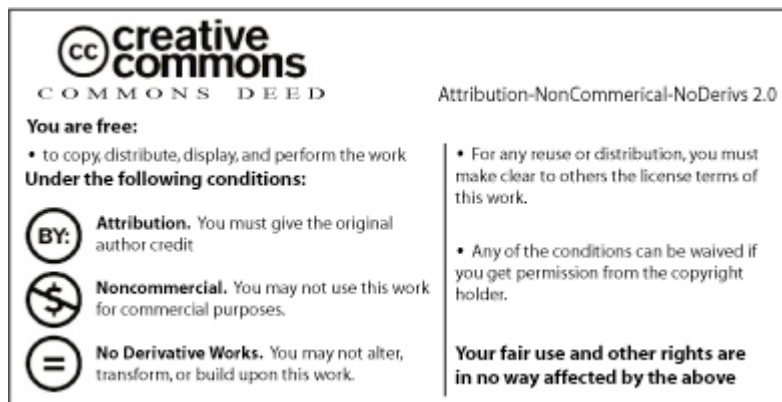 cc creative
commons
COMMONS DEED
Attribution-NonCommerical-NoDerivs 2.0
You are free:
• to copy, distribute, display, and perform the work
Under the following conditions:
BY:
Attribution. You must give the original
author credit
$
Noncommercial. You may not use this work
for commercial purposes.
=
No Derivative Works. You may not alter,
transform, or build upon this work.
• For any reuse or distribution, you must
make clear to others the license terms of
this work.
• Any of the conditions can be waived if
you get permission from the copyright
holder.
Your fair use and other rights are
in no way affected by the above